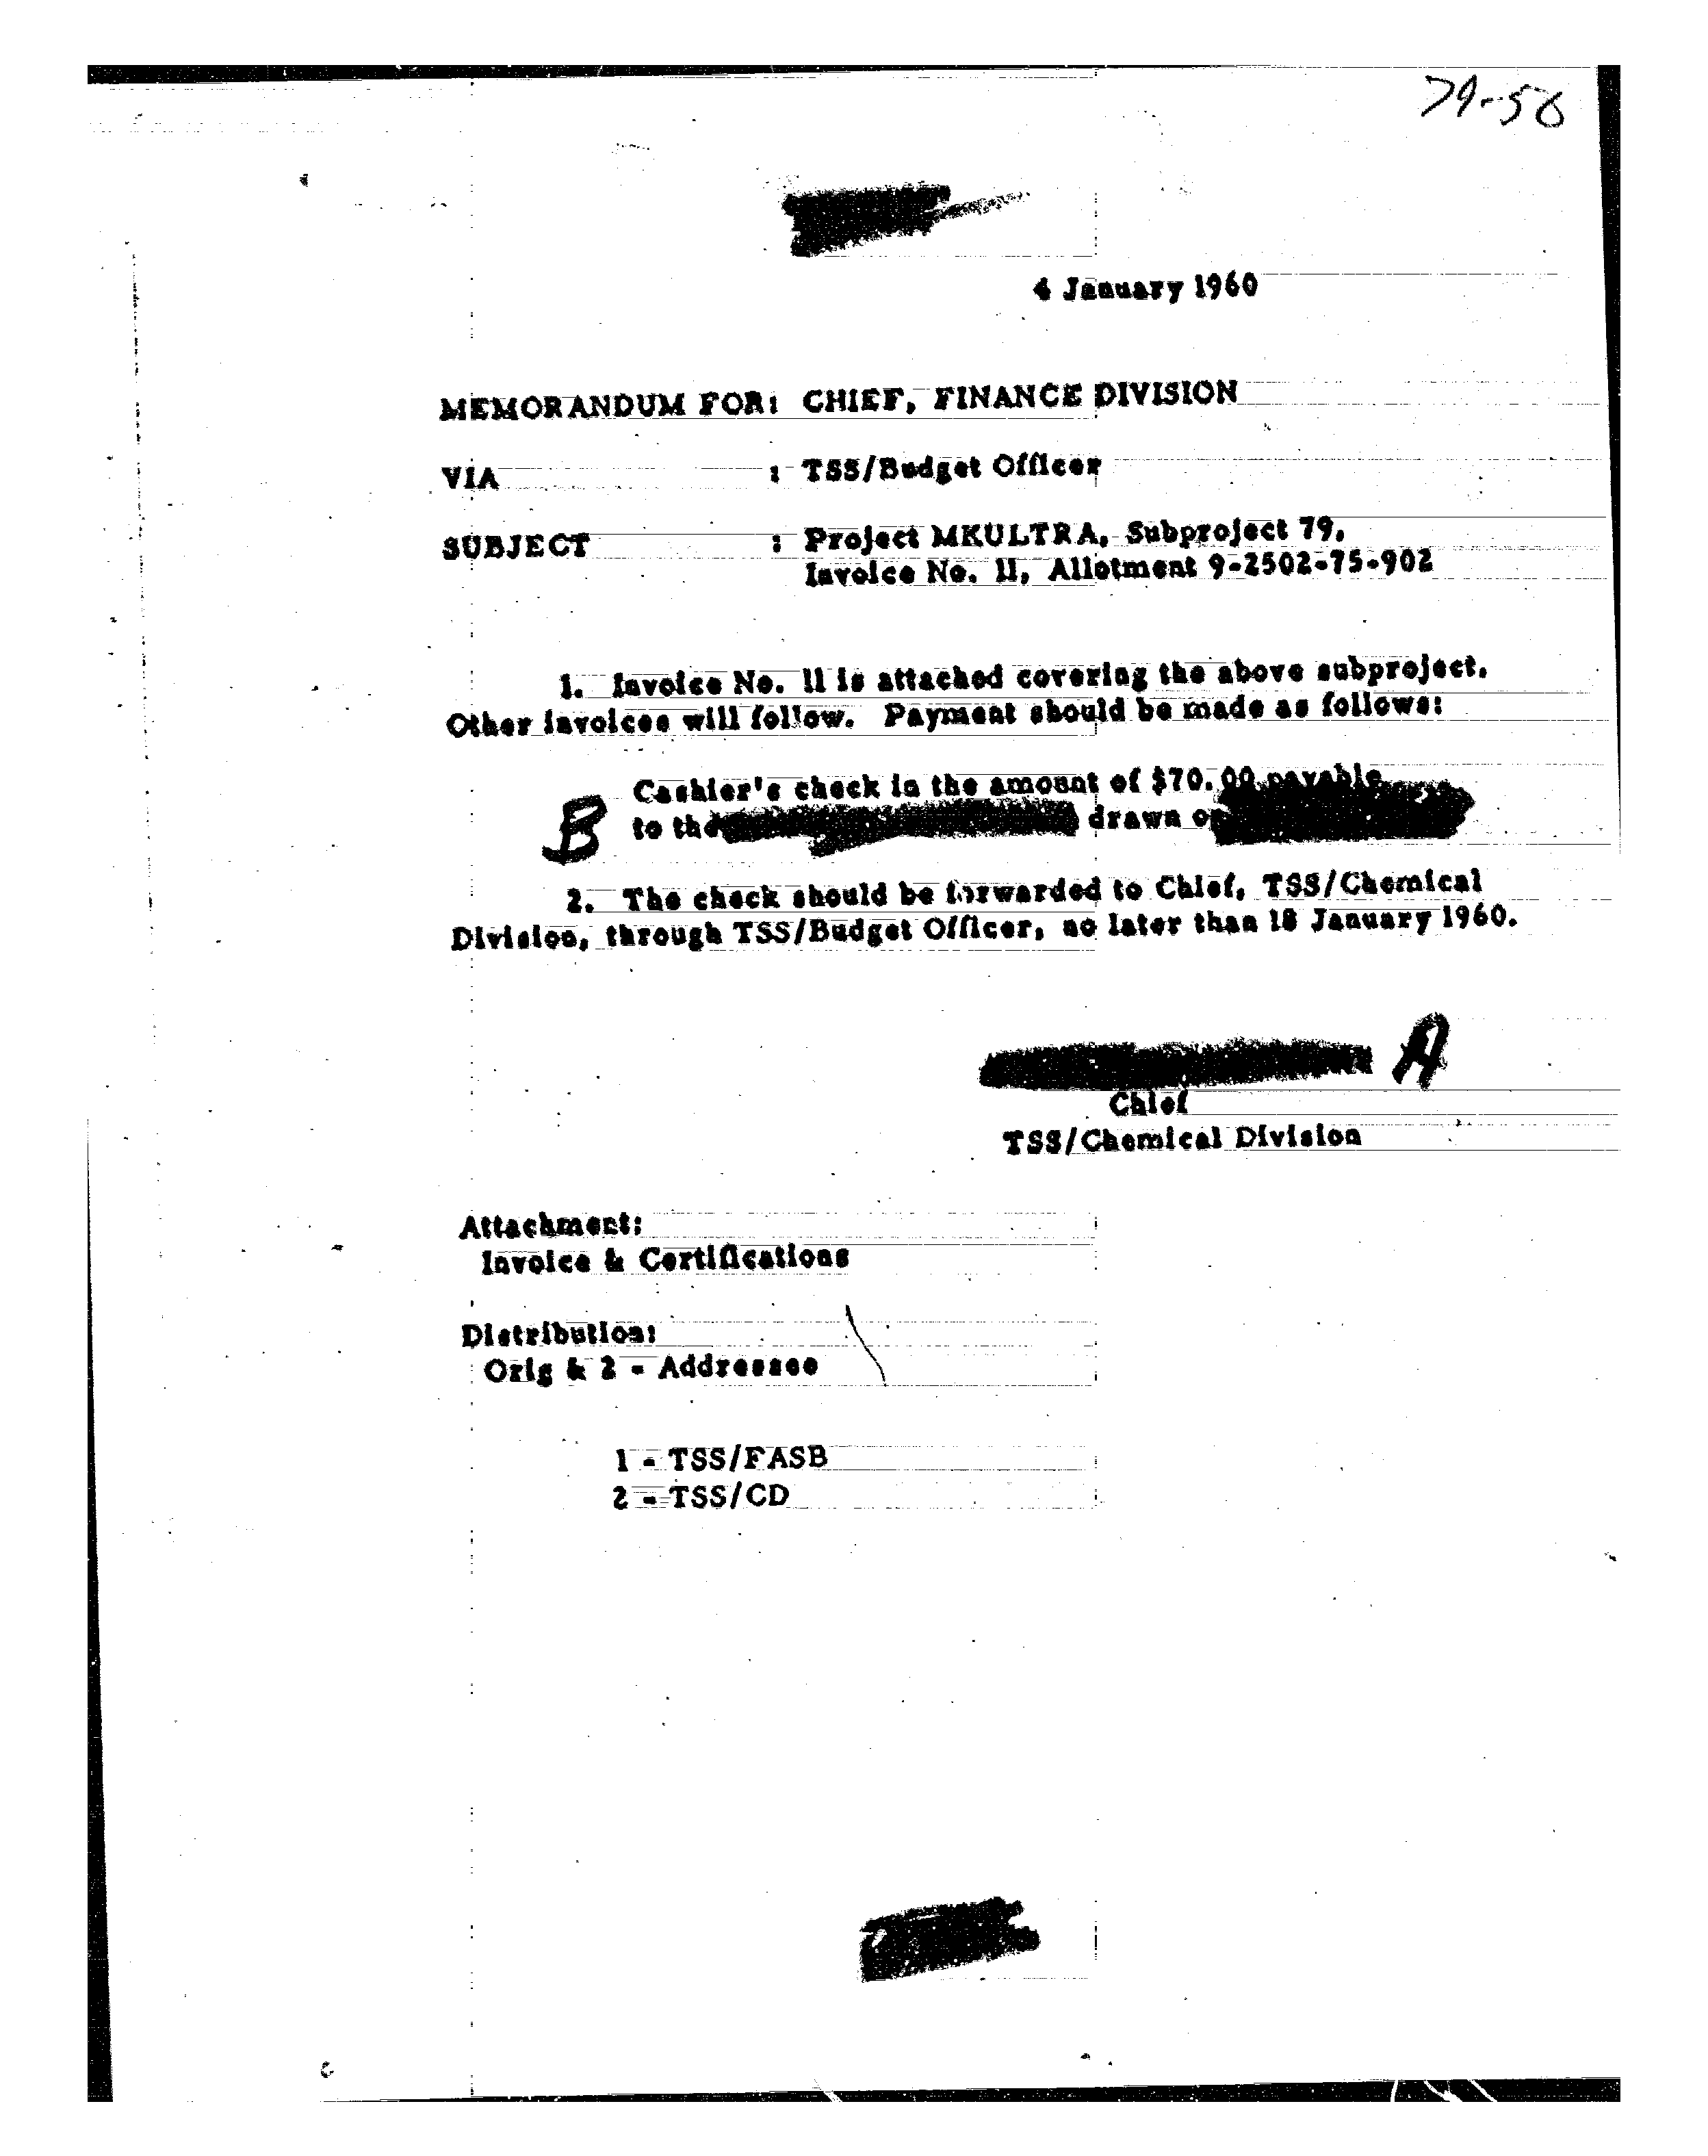 79-56
4 January 1960
MEMORANDUM FOR: CHIEF, FINANCE DIVISION
VIA : TSS/Budget Officer
SUBJECT : Project MKULTRA, Subproject 79,
Invoice No. 11, Allotment 9-2502-75-902
1. Invoice No. 11 is attached covering the above subproject.
Other invoices will follow. Payment should be made as follows:
Cashier's check in the amount of $70.00 payable
B to the drawn on
2. The check should be forwarded to Chief, TSS/Chemical
Division, through TSS/Budget Officer, no later than 18 January 1960.
A
Chief
TSS/Chemical Division
Attachment:
Invoice & Certifications
Distribution:
Orig & 2 - Addressee
1 - TSS/FASB
2 - TSS/CD